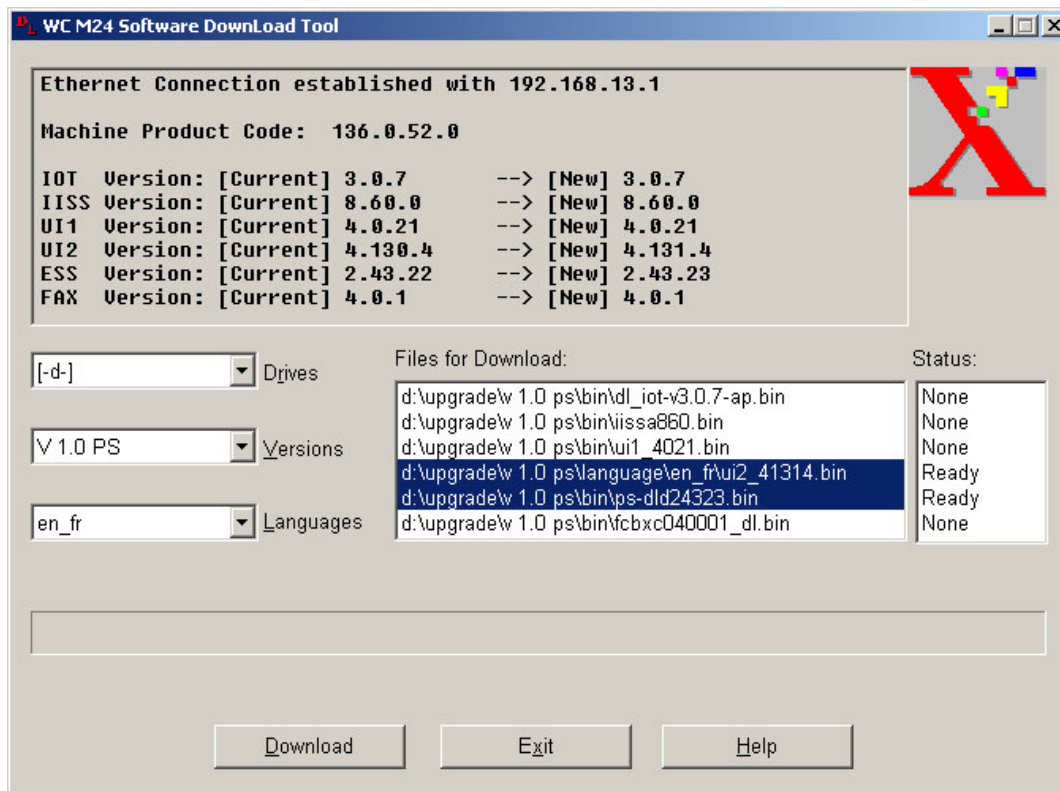 WC M24 Software DownLoad Tool
Ethernet Connection established with 192.168.13.1
Machine Product Code: 136.0.52.0
IOT Version: [Current] 3.0.7 --> [New] 3.0.7
IISS Version: [Current] 8.60.0 --> [New] 8.60.0
UI1 Version: [Current] 4.0.21 --> [New] 4.0.21
UI2 Version: [Current] 4.130.4 --> [New] 4.131.4
ESS Version: [Current] 2.43.22 --> [New] 2.43.23
FAX Version: [Current] 4.0.1 --> [New] 4.0.1
[-d-] Drives
V 1.0 PS Versions
en_fr Languages
Files for Download:
d:\upgrade\v 1.0 ps\bin\dl_iot-v3.0.7-ap.bin
d:\upgrade\v 1.0 ps\bin\iissa860.bin
d:\upgrade\v 1.0 ps\bin\ui1_4021.bin
d:\upgrade\v 1.0 ps\language\en_fr\ui2_41314.bin
d:\upgrade\v 1.0 ps\bin\ps-dld24323.bin
d:\upgrade\v 1.0 ps\bin\fcbxc040001_dl.bin
Status:
None
None
None
Ready
Ready
None
Download Exit Help